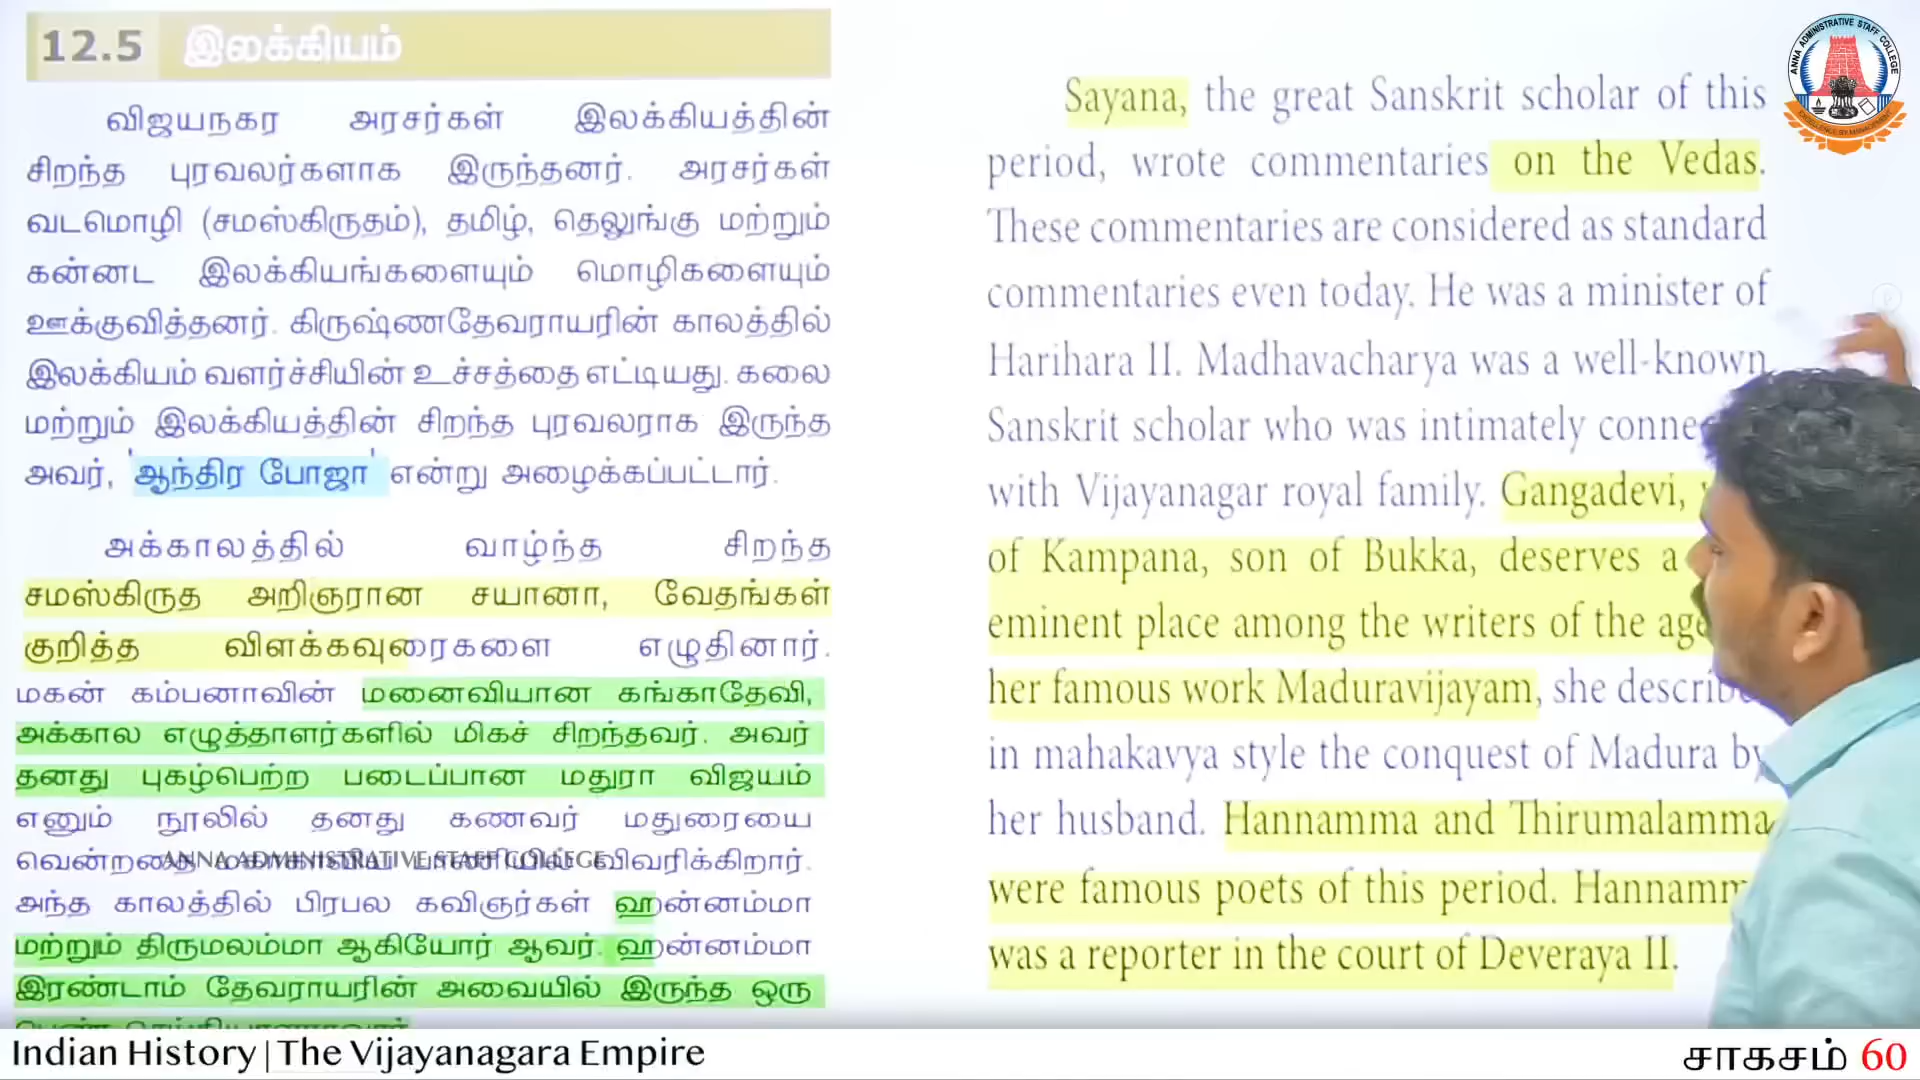 12.5 இலக்கியம்
விஜயநகர அரசர்கள் இலக்கியத்தின்
சிறந்த புரவலர்களாக இருந்தனர். அரசர்கள்
வடமொழி (சமஸ்கிருதம்), தமிழ், தெலுங்கு மற்றும்
கன்னட இலக்கியங்களையும் மொழிகளையும்
ஊக்குவித்தனர். கிருஷ்ணதேவராயரின் காலத்தில்
இலக்கியம் வளர்ச்சியின் உச்சத்தை எட்டியது. கலை
மற்றும் இலக்கியத்தின் சிறந்த புரவலராக இருந்த
அவர், 'ஆந்திர போஜா' என்று அழைக்கப்பட்டார்.
அக்காலத்தில் வாழ்ந்த சிறந்த
சமஸ்கிருத அறிஞரான சயானா, வேதங்கள்
குறித்த விளக்கவுரைகளை எழுதினார்.
மகன் கம்பனாவின் மனைவியான கங்காதேவி,
அக்கால எழுத்தாளர்களில் மிகச் சிறந்தவர். அவர்
தனது புகழ்பெற்ற படைப்பான மதுரா விஜயம்
எனும் நூலில் தனது கணவர் மதுரையை
வென்றதை விவரிக்கிறார்.
ANNA ADMINISTRATIVE STAFF COLLEGE
அந்த காலத்தில் பிரபல கவிஞர்கள் ஹன்னம்மா
மற்றும் திருமலம்மா ஆகியோர் ஆவர். ஹன்னம்மா
இரண்டாம் தேவராயரின் அவையில் இருந்த ஒரு
Sayana, the great Sanskrit scholar of this
period, wrote commentaries on the Vedas.
These commentaries are considered as standard
commentaries even today. He was a minister of
Harihara II. Madhavacharya was a well-known
Sanskrit scholar who was intimately conne
with Vijayanagar royal family. Gangadevi,
of Kampana, son of Bukka, deserves a
eminent place among the writers of the age
her famous work Maduravijayam, she describe
in mahakavya style the conquest of Madura by
her husband. Hannamma and Thirumalamma
were famous poets of this period. Hannamm
was a reporter in the court of Deveraya II.
ANNA ADMINISTRATIVE STAFF COLLEGE
EXCELLENCE BY MANAGEMENT
Indian History | The Vijayanagara Empire
சாகசம் 60